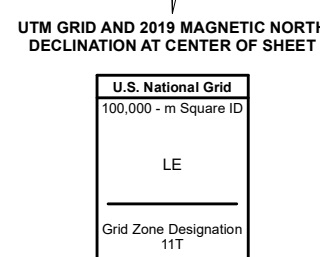 UTM GRID AND 2019 MAGNETIC NORTH
DECLINATION AT CENTER OF SHEET
U.S. National Grid
100,000 - m Square ID
LE
Grid Zone Designation
11T